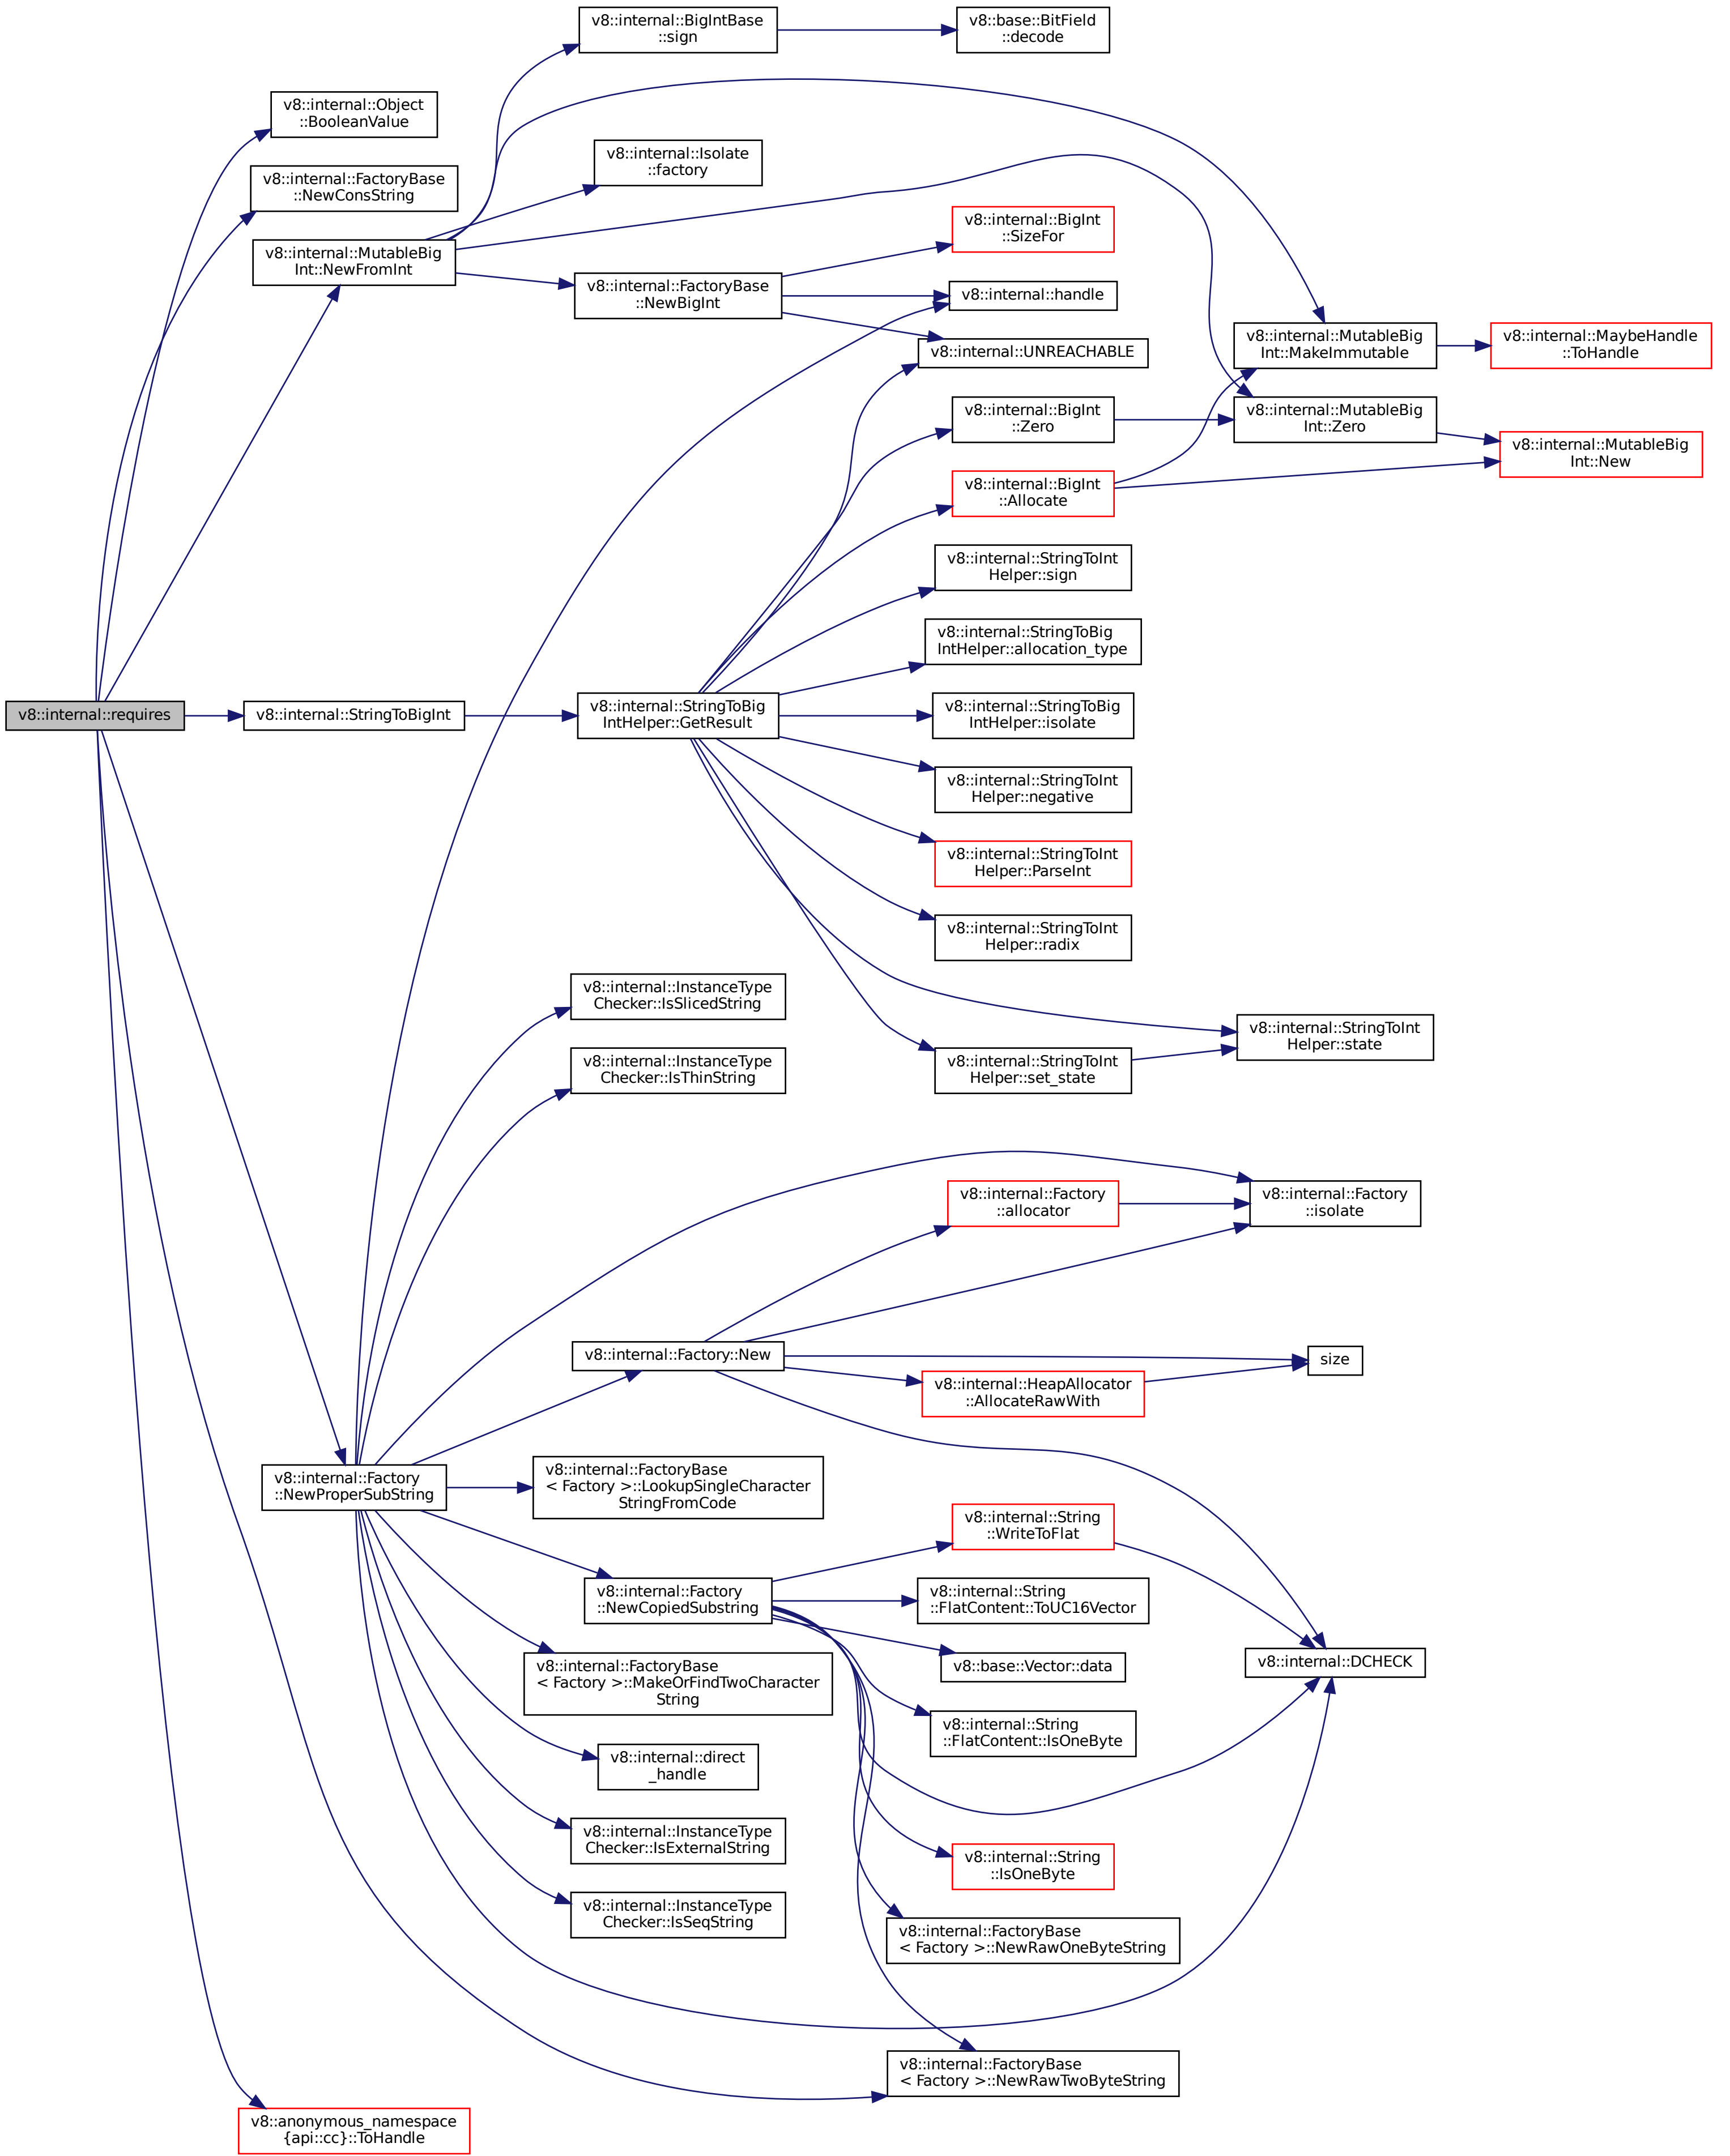 v8::internal::BigIntBase
::sign
v8::base::BitField
::decode
v8::internal::Object
::BooleanValue
v8::internal::Isolate
::factory
v8::internal::FactoryBase
::NewConsString
v8::internal::BigInt
::SizeFor
v8::internal::MutableBig
Int::NewFromInt
v8::internal::FactoryBase
::NewBigInt
v8::internal::handle
v8::internal::UNREACHABLE
v8::internal::MutableBig
Int::MakeImmutable
v8::internal::MaybeHandle
::ToHandle
v8::internal::BigInt
::Zero
v8::internal::MutableBig
Int::Zero
v8::internal::MutableBig
Int::New
v8::internal::BigInt
::Allocate
v8::internal::StringToInt
Helper::sign
v8::internal::StringToBig
IntHelper::allocation_type
v8::internal::requires
v8::internal::StringToBigInt
v8::internal::StringToBig
IntHelper::GetResult
v8::internal::StringToBig
IntHelper::isolate
v8::internal::StringToInt
Helper::negative
v8::internal::StringToInt
Helper::ParseInt
v8::internal::StringToInt
Helper::radix
v8::internal::InstanceType
Checker::IsSlicedString
v8::internal::StringToInt
Helper::state
v8::internal::InstanceType
Checker::IsThinString
v8::internal::StringToInt
Helper::set_state
v8::internal::Factory
::allocator
v8::internal::Factory
::isolate
v8::internal::Factory::New
size
v8::internal::HeapAllocator
::AllocateRawWith
v8::internal::Factory
::NewProperSubString
v8::internal::FactoryBase
< Factory >::LookupSingleCharacter
StringFromCode
v8::internal::String
::WriteToFlat
v8::internal::Factory
::NewCopiedSubstring
v8::internal::String
::FlatContent::ToUC16Vector
v8::base::Vector::data
v8::internal::DCHECK
v8::internal::FactoryBase
< Factory >::MakeOrFindTwoCharacter
String
v8::internal::String
::FlatContent::IsOneByte
v8::internal::direct
_handle
v8::internal::InstanceType
Checker::IsExternalString
v8::internal::String
::IsOneByte
v8::internal::InstanceType
Checker::IsSeqString
v8::internal::FactoryBase
< Factory >::NewRawOneByteString
v8::internal::FactoryBase
< Factory >::NewRawTwoByteString
v8::anonymous_namespace
{api::cc}::ToHandle